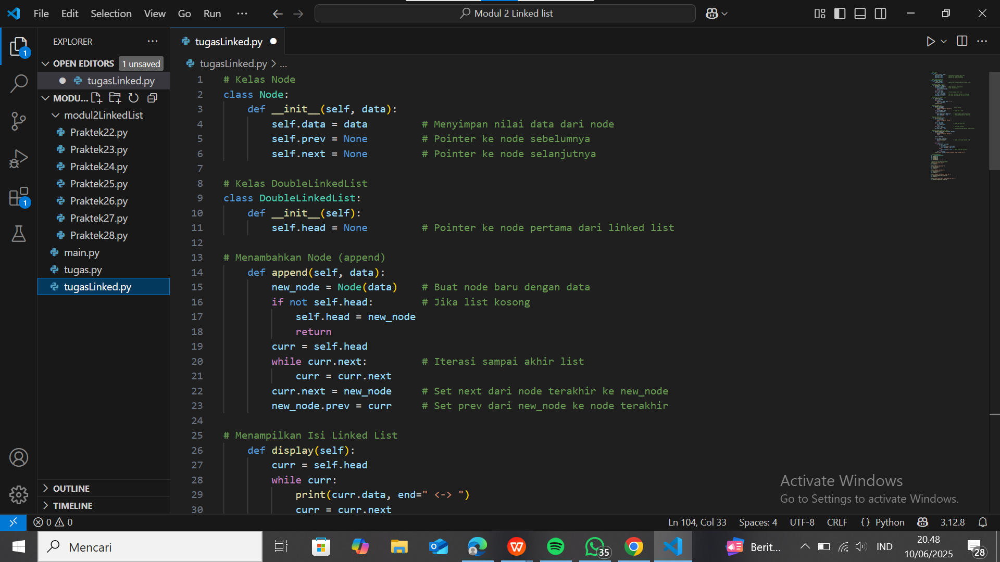 File Edit Selection View Go Run ...
Modul 2 Linked list
EXPLORER
OPEN EDITORS 1 unsaved
tugasLinked.py
MODU...
modul2LinkedList
Praktek22.py
Praktek23.py
Praktek24.py
Praktek25.py
Praktek26.py
Praktek27.py
Praktek28.py
main.py
tugas.py
tugasLinked.py
OUTLINE
TIMELINE
1
1
tugasLinked.py
tugasLinked.py > ...
1 # Kelas Node
2 class Node:
3     def __init__(self, data):
4         self.data = data         # Menyimpan nilai data dari node
5         self.prev = None         # Pointer ke node sebelumnya
6         self.next = None         # Pointer ke node selanjutnya
7
8 # Kelas DoubleLinkedList
9 class DoubleLinkedList:
10     def __init__(self):
11         self.head = None         # Pointer ke node pertama dari linked list
12
13 # Menambahkan Node (append)
14     def append(self, data):
15         new_node = Node(data)    # Buat node baru dengan data
16         if not self.head:        # Jika list kosong
17             self.head = new_node
18             return
19         curr = self.head
20         while curr.next:         # Iterasi sampai akhir list
21             curr = curr.next
22         curr.next = new_node     # Set next dari node terakhir ke new_node
23         new_node.prev = curr     # Set prev dari new_node ke node terakhir
24
25 # Menampilkan Isi Linked List
26     def display(self):
27         curr = self.head
28         while curr:
29             print(curr.data, end=" <-> ")
30             curr = curr.next
Activate Windows
Go to Settings to activate Windows.
0 0
Ln 104, Col 33 Spaces: 4 UTF-8 CRLF {} Python 3.12.8
Mencari
35
Berit...
IND
20.48
10/06/2025
28